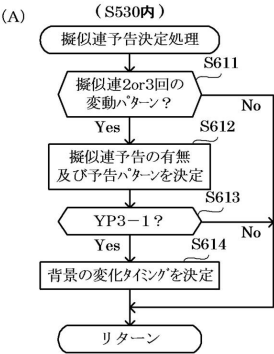 (A)
(S530内)
擬似連予告決定処理
S611
擬似連2or3回の
変動パターン?
No
Yes
S612
擬似連予告の有無
及び予告パターンを決定
S613
YP3-1?
No
Yes
S614
背景の変化タイミングを決定
リターン